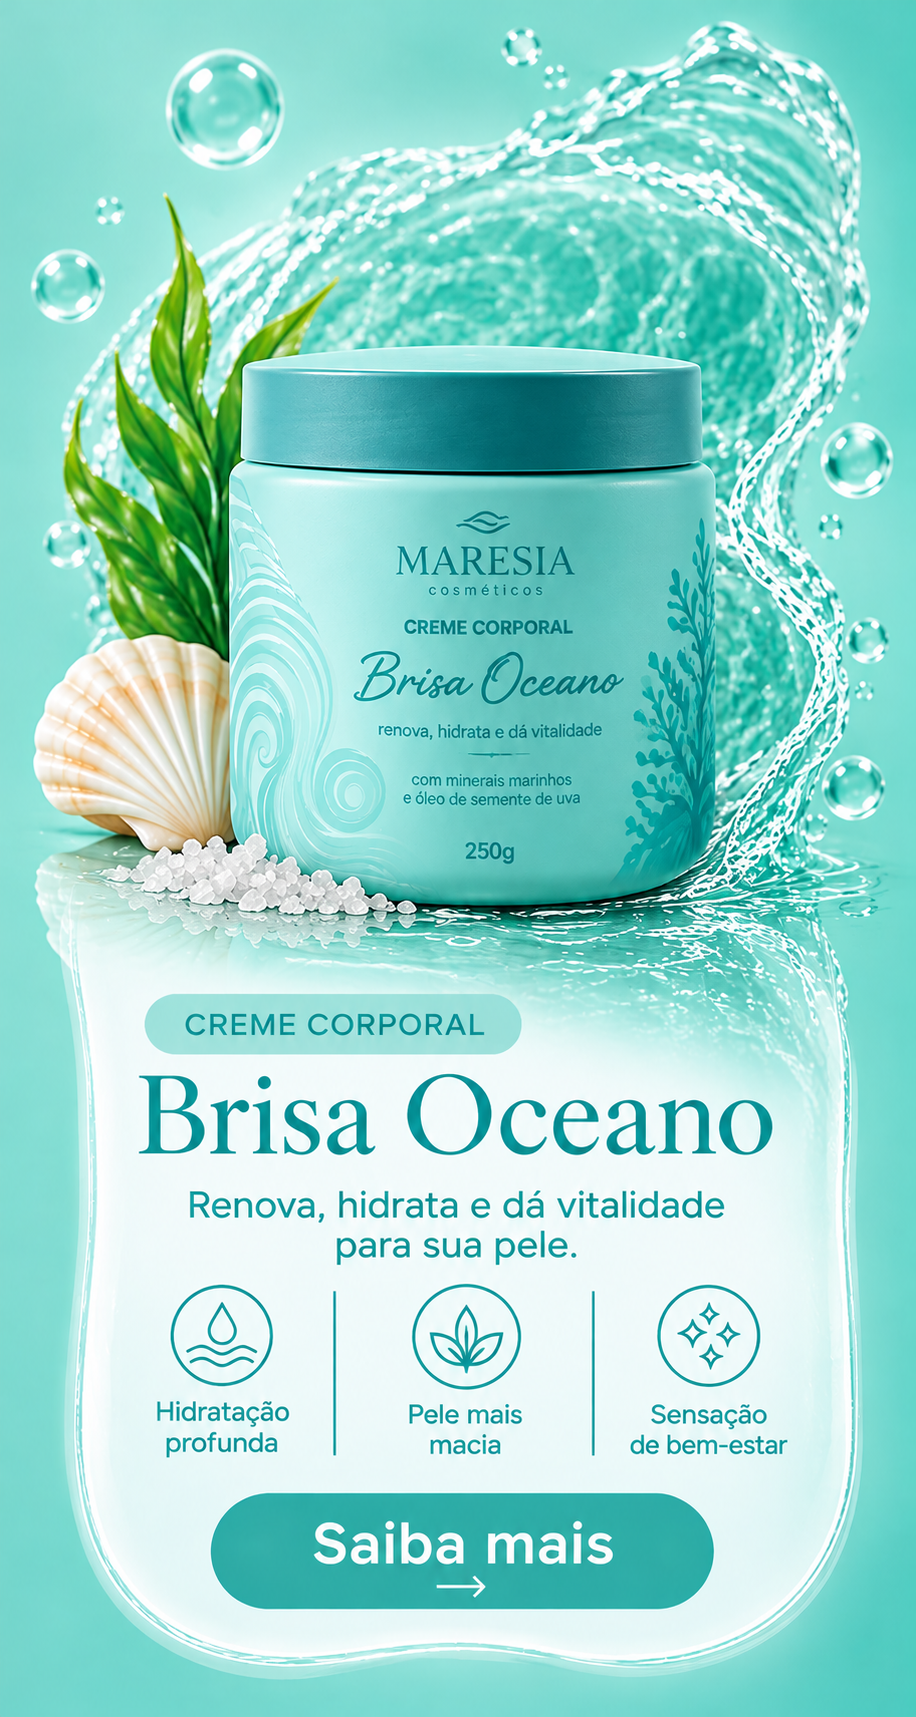 MARESIA
cosméticos
CREME CORPORAL
Brisa Oceano
renova, hidrata e dá vitalidade
com minerais marinhos
e óleo de semente de uva
250g
CREME CORPORAL
Brisa Oceano
Renova, hidrata e dá vitalidade
para sua pele.
Hidratação
profunda
Pele mais
macia
Sensação
de bem-estar
Saiba mais